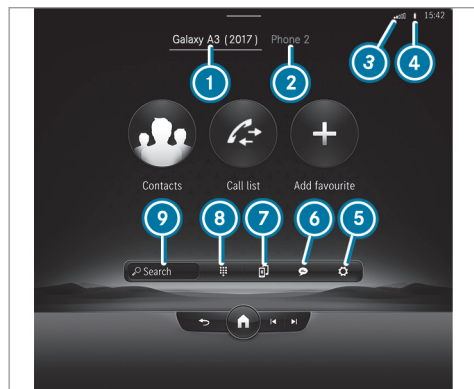 15:42
Galaxy A3 (2017) Phone 2
3 4
1 2
Contacts Call list Add favourite
9 8 7 6 5
Search